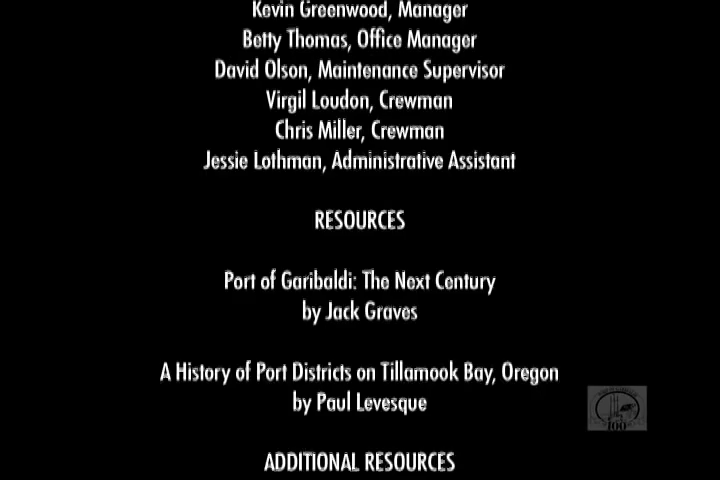 Kevin Greenwood, Manager
Betty Thomas, Office Manager
David Olson, Maintenance Supervisor
Virgil Loudon, Crewman
Chris Miller, Crewman
Jessie Lothman, Administrative Assistant
RESOURCES
Port of Garibaldi: The Next Century
by Jack Graves
A History of Port Districts on Tillamook Bay, Oregon
by Paul Levesque
100
ADDITIONAL RESOURCES